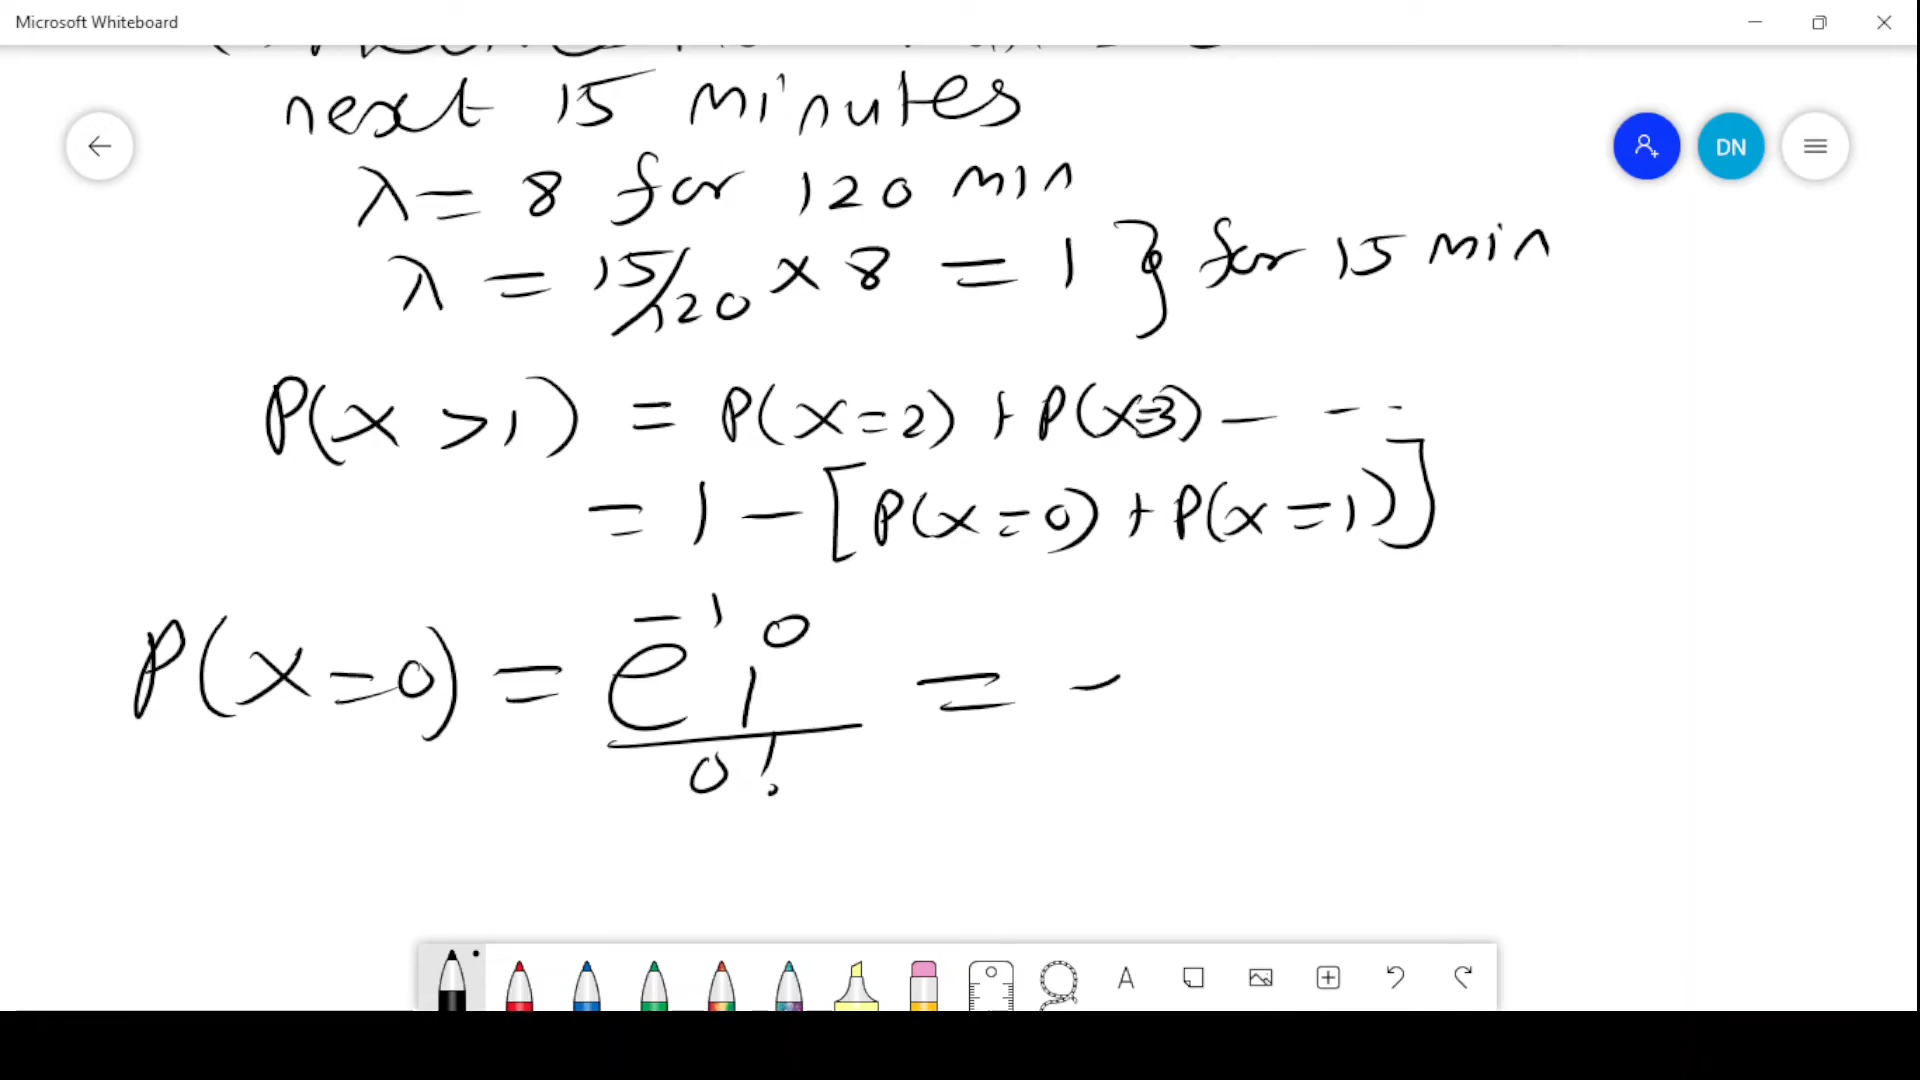 Microsoft Whiteboard
next 15 minutes
DN
λ = 8 for 120 min
λ = 15/120 × 8 = 1 } for 15 min
P(x > 1) = P(x = 2) + P(x=3) - - -
= 1 - [P(x = 0) + P(x = 1)]
P(x = 0) = e^-1 1^0 / 0! = -
A